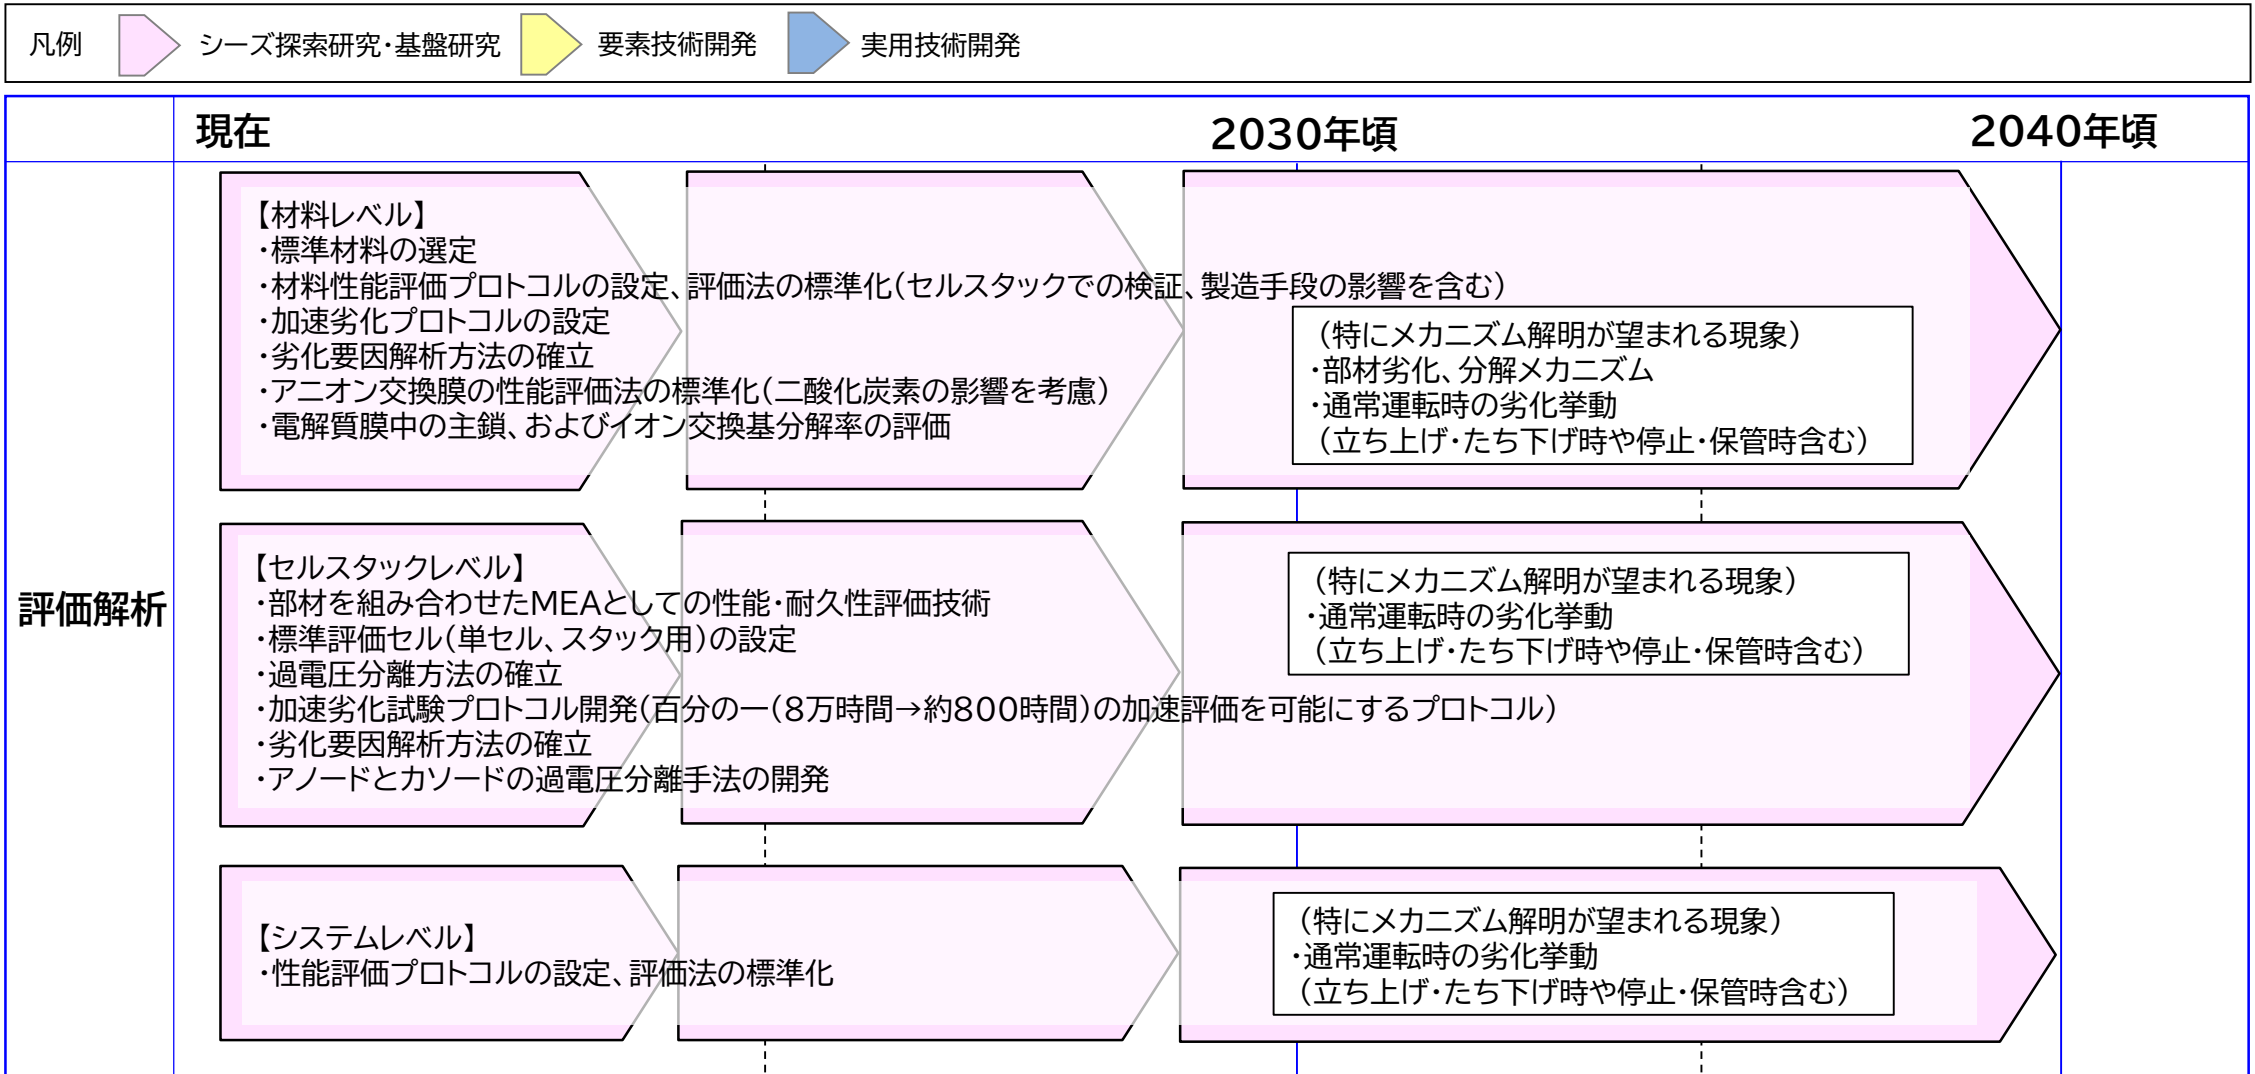 凡例 シーズ探索研究・基盤研究 要素技術開発 実用技術開発
現在 2030年頃 2040年頃
評価解析
【材料レベル】
・標準材料の選定
・材料性能評価プロトコルの設定、評価法の標準化（セルスタックでの検証、製造手段の影響を含む）
・加速劣化プロトコルの設定
・劣化要因解析方法の確立
・アニオン交換膜の性能評価法の標準化（二酸化炭素の影響を考慮）
・電解質膜中の主鎖、およびイオン交換基分解率の評価
（特にメカニズム解明が望まれる現象）
・部材劣化、分解メカニズム
・通常運転時の劣化挙動
（立ち上げ・たち下げ時や停止・保管時含む）
【セルスタックレベル】
・部材を組み合わせたMEAとしての性能・耐久性評価技術
・標準評価セル（単セル、スタック用）の設定
・過電圧分離方法の確立
・加速劣化試験プロトコル開発（百分の一（8万時間→約800時間）の加速評価を可能にするプロトコル）
・劣化要因解析方法の確立
・アノードとカソードの過電圧分離手法の開発
（特にメカニズム解明が望まれる現象）
・通常運転時の劣化挙動
（立ち上げ・たち下げ時や停止・保管時含む）
【システムレベル】
・性能評価プロトコルの設定、評価法の標準化
（特にメカニズム解明が望まれる現象）
・通常運転時の劣化挙動
（立ち上げ・たち下げ時や停止・保管時含む）